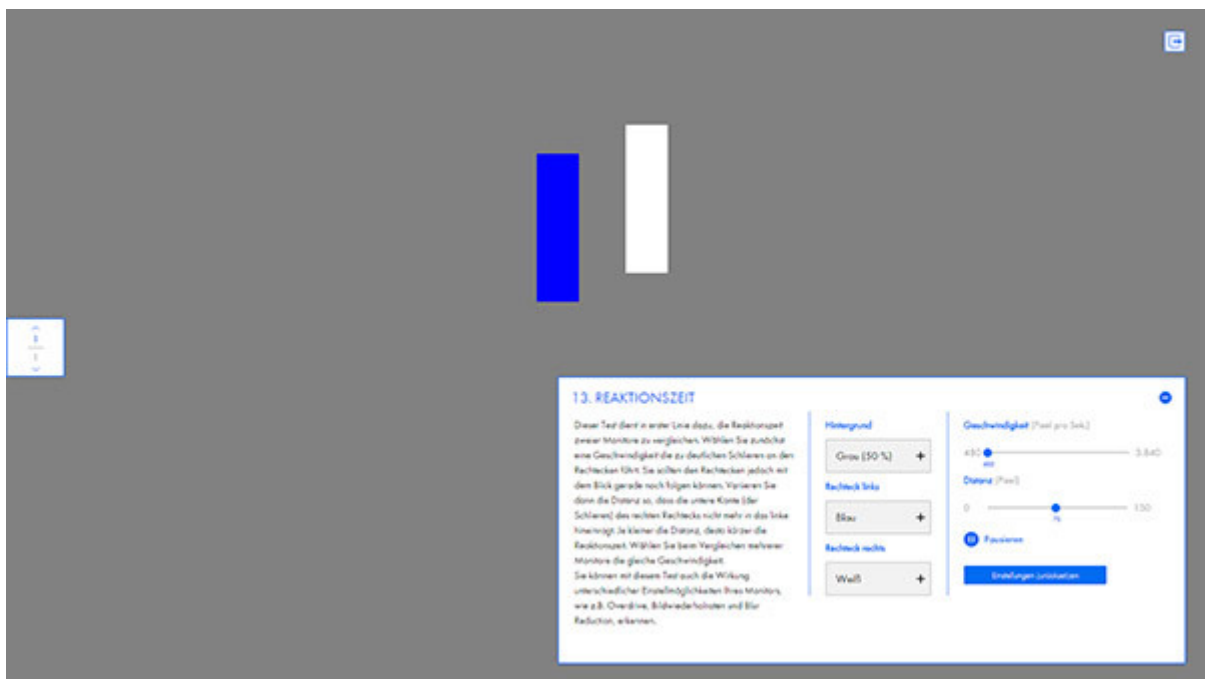 13. REAKTIONSZEIT
Dieser Test dient in erster Linie dazu, die Reaktionszeit
zweier Monitore zu vergleichen. Wählen Sie zunächst
eine Geschwindigkeit die zu deutlichen Schlieren an den
Rechtecken führt. Sie sollten den Rechtecken jedoch mit
dem Blick gerade noch folgen können. Variieren Sie
dann die Distanz so, dass die untere Kante (der
Schlieren) des rechten Rechtecks nicht mehr in das linke
hineinragt. Je kleiner die Distanz, desto kürzer die
Reaktionszeit. Wählen Sie beim Vergleichen mehrerer
Monitore die gleiche Geschwindigkeit.
Sie können mit diesem Test auch die Wirkung
unterschiedlicher Einstellmöglichkeiten Ihres Monitors,
wie z.B. Overdrive, Bildwiederholraten und Blur
Reduction, erkennen.
Hintergrund
Grau (50 %) +
Rechteck links
Blau +
Rechteck rechts
Weiß +
Geschwindigkeit (Pixel pro Sek.)
480 3.840
480
Distanz (Pixel)
0 150
75
Pausieren
Einstellungen zurücksetzen